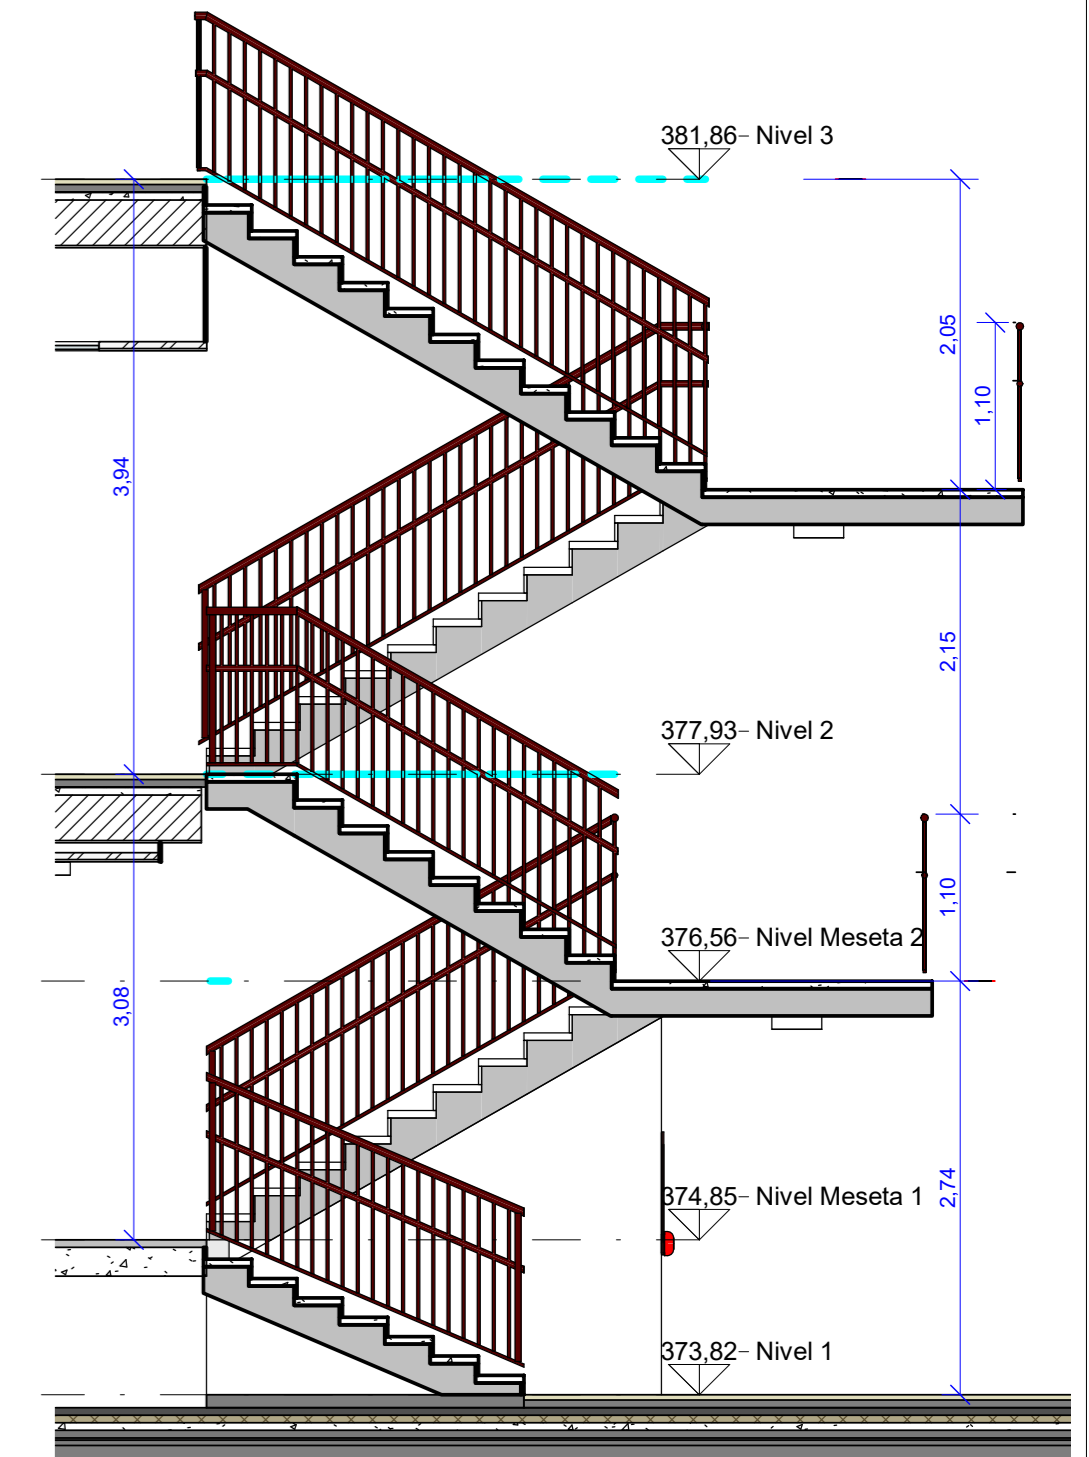 381,86 – Nivel 3
2,05
1,10
3,94
2,15
377,93 – Nivel 2
1,10
376,56 – Nivel Meseta 2
3,08
2,74
374,85 – Nivel Meseta 1
373,82 – Nivel 1